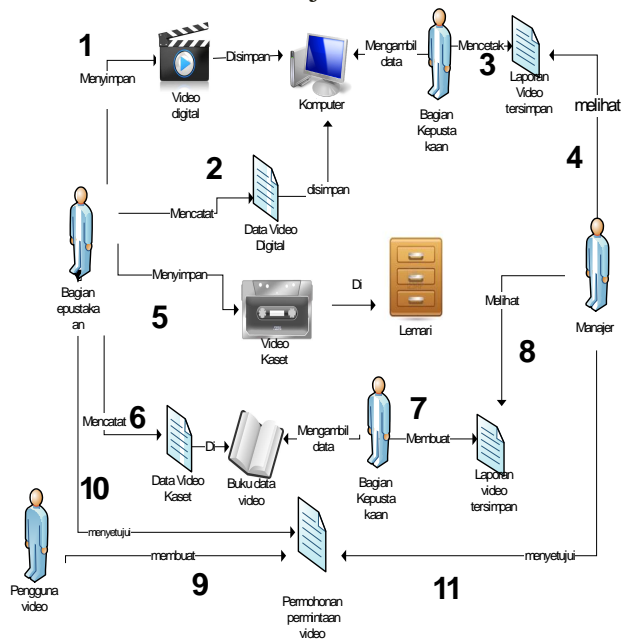 1
Menyimpan
Video
digital
Disimpan
Komputer
Mengambil
data
Bagian
Kepusta
kaan
Mencetak
3
Laporan
Video
tersimpan
melihat
4
2
Mencatat
Data Video
Digital
disimpan
Bagian
epustaka
an
Menyimpan
5
Video
Kaset
Di
Lemari
Melihat
Manajer
8
Mencatat
6
Data Video
Kaset
Di
Buku data
video
Mengambil
data
Bagian
Kepusta
kaan
7
Membuat
Laporan
video
tersimpan
10
menyetujui
Pengguna
video
membuat
9
Permohonan
permintaan
video
menyetujui
11